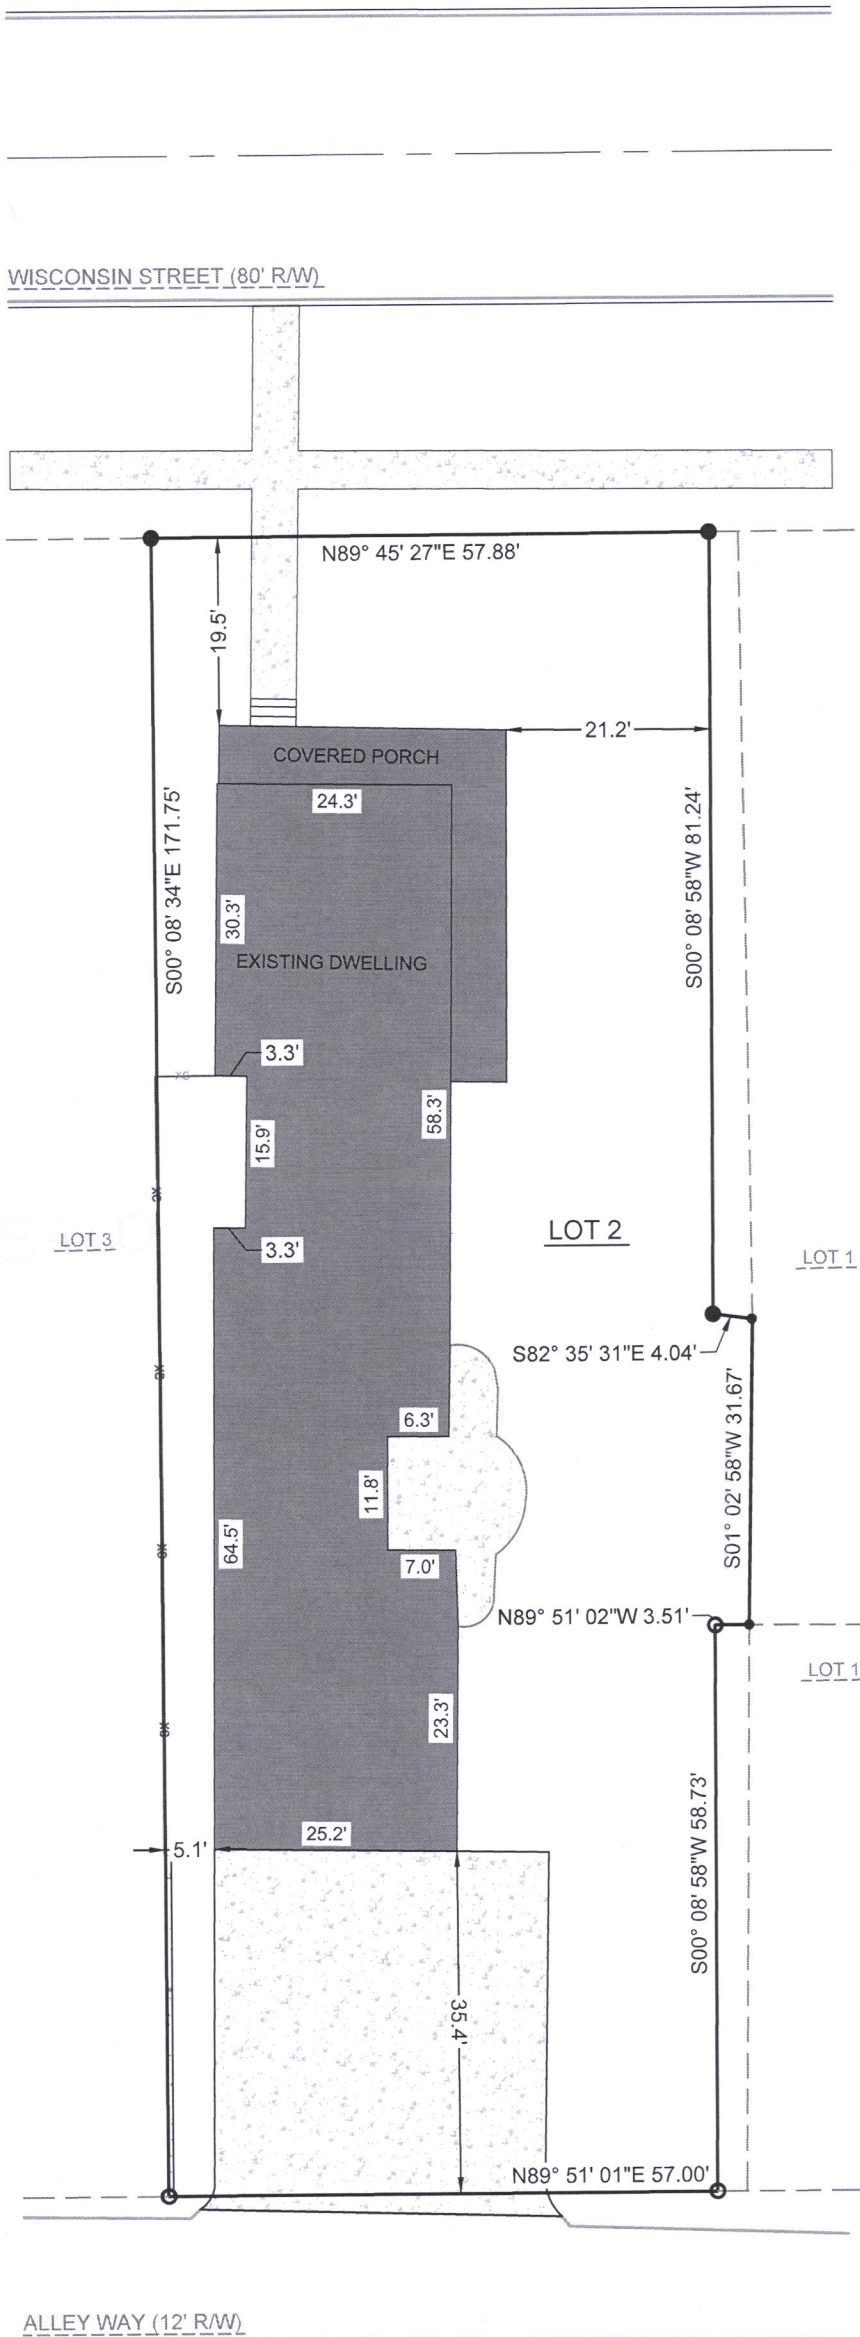 WISCONSIN STREET (80' R/W)
N89° 45' 27"E 57.88'
19.5'
21.2'
COVERED PORCH
24.3'
S00° 08' 34"E 171.75'
S00° 08' 58"W 81.24'
30.3'
EXISTING DWELLING
3.3'
X6
58.3'
15.9'
LOT 3
3.3'
LOT 2
LOT 1
S82° 35' 31"E 4.04'
S01° 02' 58"W 31.67'
6.3'
11.8'
64.5'
7.0'
N89° 51' 02"W 3.51'
LOT 1
23.3'
S00° 08' 58"W 58.73'
25.2'
5.1'
35.4'
N89° 51' 01"E 57.00'
ALLEY WAY (12' R/W)